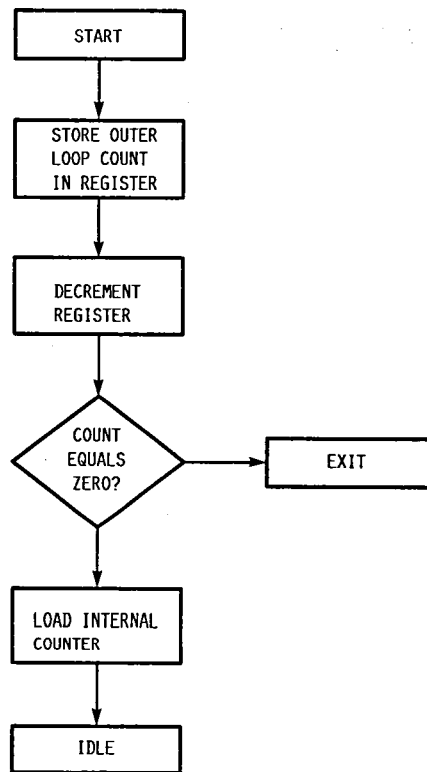 START
STORE OUTER
LOOP COUNT
IN REGISTER
DECREMENT
REGISTER
COUNT
EQUALS
ZERO?
EXIT
LOAD INTERNAL
COUNTER
IDLE